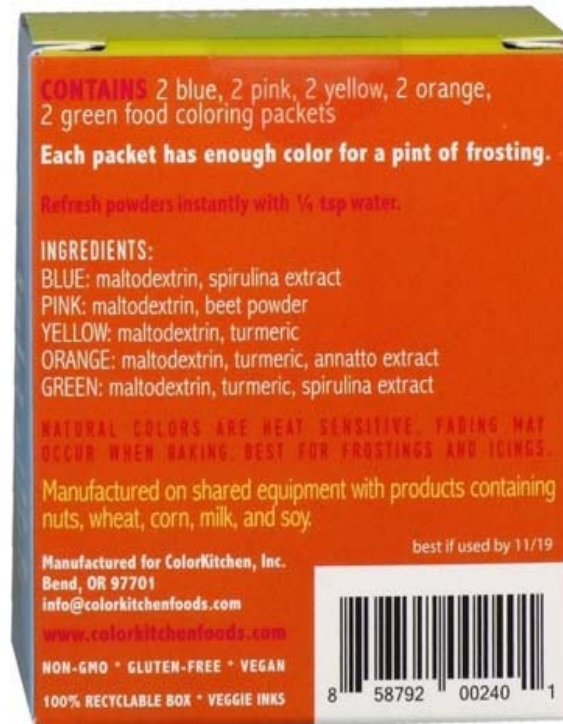 A NEW WAY
CONTAINS 2 blue, 2 pink, 2 yellow, 2 orange,
2 green food coloring packets
Each packet has enough color for a pint of frosting.
Refresh powders instantly with ¼ tsp water.
INGREDIENTS:
BLUE: maltodextrin, spirulina extract
PINK: maltodextrin, beet powder
YELLOW: maltodextrin, turmeric
ORANGE: maltodextrin, turmeric, annatto extract
GREEN: maltodextrin, turmeric, spirulina extract
NATURAL COLORS ARE HEAT SENSITIVE. FADING MAY
OCCUR WHEN BAKING. BEST FOR FROSTINGS AND ICINGS.
Manufactured on shared equipment with products containing
nuts, wheat, corn, milk, and soy.
best if used by 11/19
Manufactured for ColorKitchen, Inc.
Bend, OR 97701
info@colorkitchenfoods.com
www.colorkitchenfoods.com
NON-GMO * GLUTEN-FREE * VEGAN
100% RECYCLABLE BOX * VEGGIE INKS
8 58792 00240 1